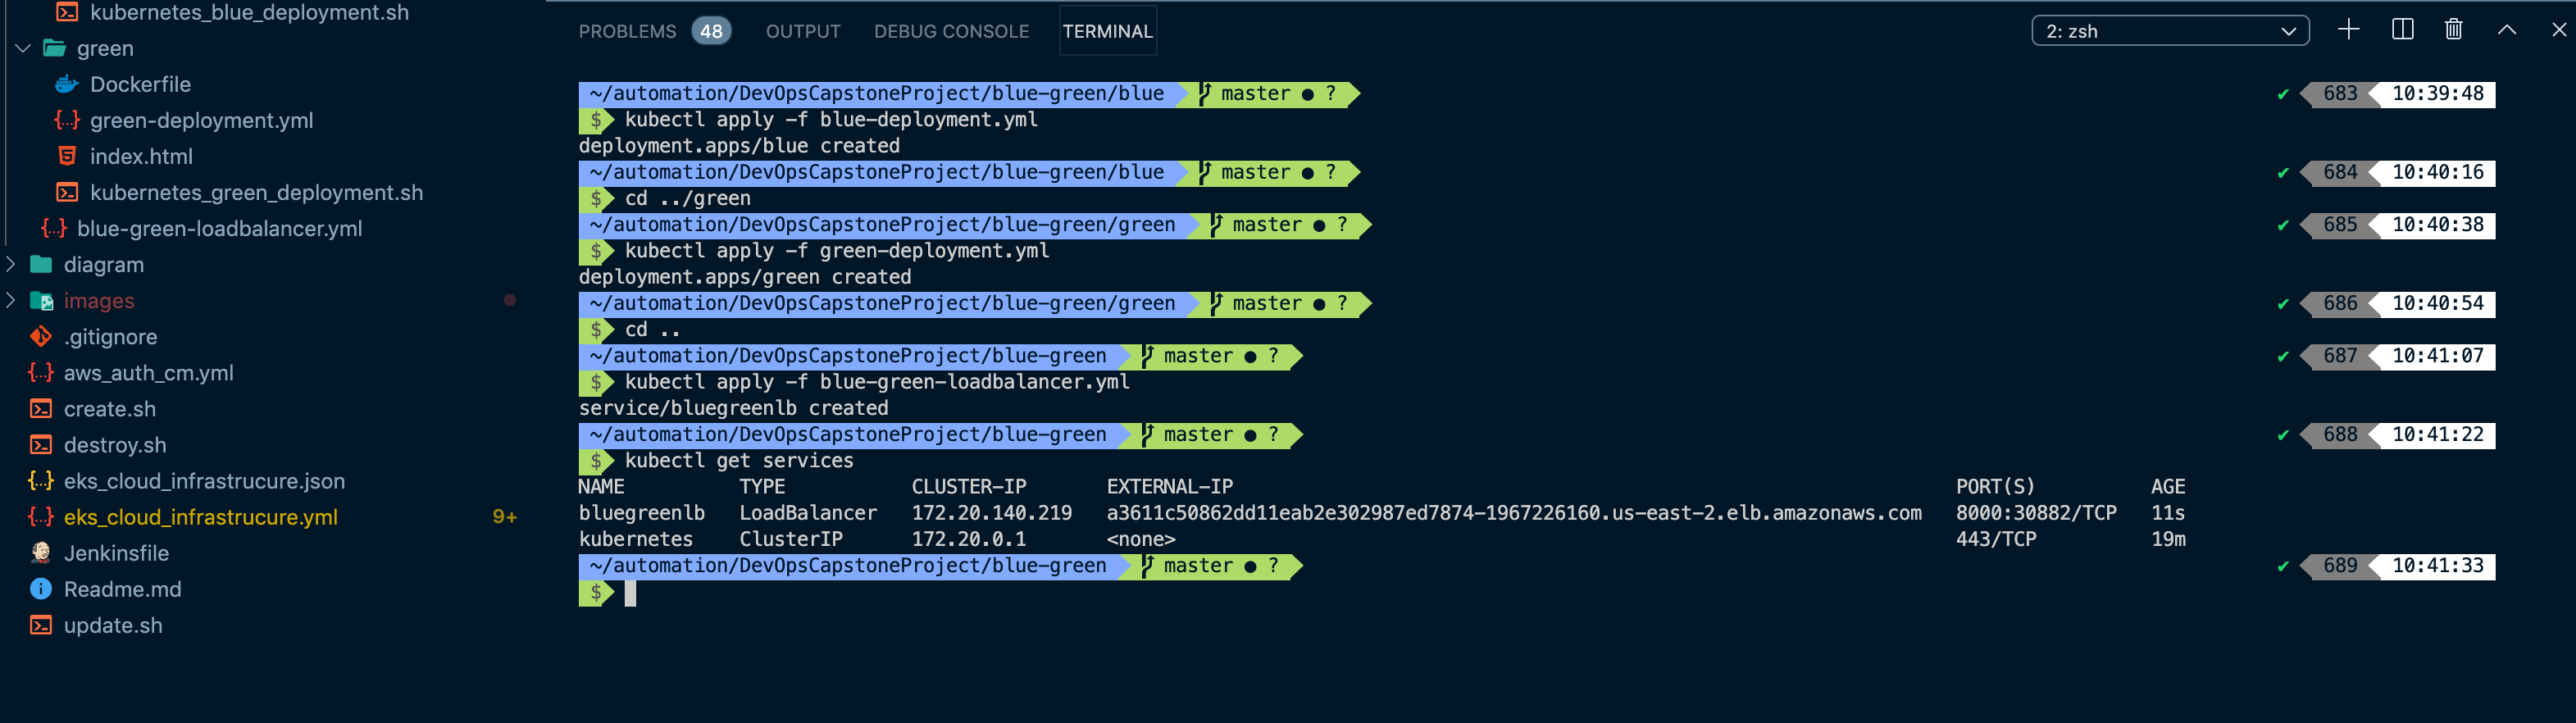 kubernetes_blue_deployment.sh
green
Dockerfile
green-deployment.yml
index.html
kubernetes_green_deployment.sh
blue-green-loadbalancer.yml
diagram
images
.gitignore
aws_auth_cm.yml
create.sh
destroy.sh
eks_cloud_infrastrucure.json
eks_cloud_infrastrucure.yml 9+
Jenkinsfile
Readme.md
update.sh
PROBLEMS 48 OUTPUT DEBUG CONSOLE TERMINAL 2: zsh
~/automation/DevOpsCapstoneProject/blue-green/blue master ● ? ✔ 683 10:39:48
$ kubectl apply -f blue-deployment.yml
deployment.apps/blue created
~/automation/DevOpsCapstoneProject/blue-green/blue master ● ? ✔ 684 10:40:16
$ cd ../green
~/automation/DevOpsCapstoneProject/blue-green/green master ● ? ✔ 685 10:40:38
$ kubectl apply -f green-deployment.yml
deployment.apps/green created
~/automation/DevOpsCapstoneProject/blue-green/green master ● ? ✔ 686 10:40:54
$ cd ..
~/automation/DevOpsCapstoneProject/blue-green master ● ? ✔ 687 10:41:07
$ kubectl apply -f blue-green-loadbalancer.yml
service/bluegreenlb created
~/automation/DevOpsCapstoneProject/blue-green master ● ? ✔ 688 10:41:22
$ kubectl get services
NAME TYPE CLUSTER-IP EXTERNAL-IP PORT(S) AGE
bluegreenlb LoadBalancer 172.20.140.219 a3611c50862dd11eab2e302987ed7874-1967226160.us-east-2.elb.amazonaws.com 8000:30882/TCP 11s
kubernetes ClusterIP 172.20.0.1 <none> 443/TCP 19m
~/automation/DevOpsCapstoneProject/blue-green master ● ? ✔ 689 10:41:33
$